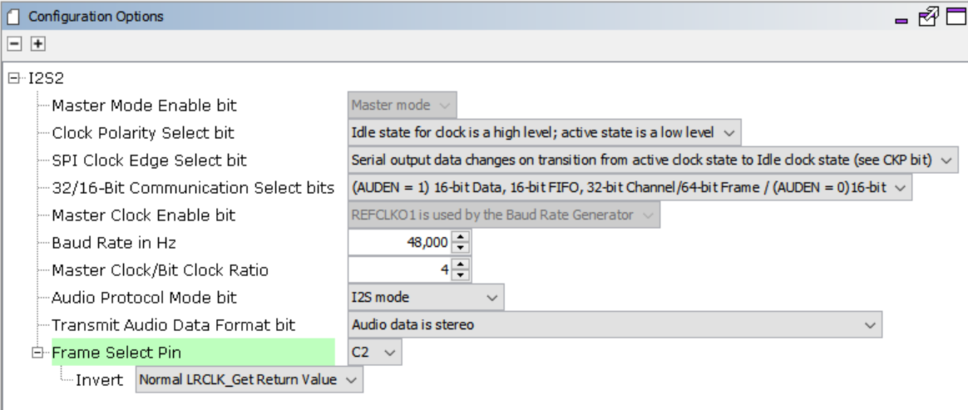 Configuration Options
I2S2
Master Mode Enable bit Master mode
Clock Polarity Select bit Idle state for clock is a high level; active state is a low level
SPI Clock Edge Select bit Serial output data changes on transition from active clock state to Idle clock state (see CKP bit)
32/16-Bit Communication Select bits (AUDEN = 1) 16-bit Data, 16-bit FIFO, 32-bit Channel/64-bit Frame / (AUDEN = 0)16-bit
Master Clock Enable bit REFCLKO1 is used by the Baud Rate Generator
Baud Rate in Hz 48,000
Master Clock/Bit Clock Ratio 4
Audio Protocol Mode bit I2S mode
Transmit Audio Data Format bit Audio data is stereo
Frame Select Pin C2
Invert Normal LRCLK_Get Return Value